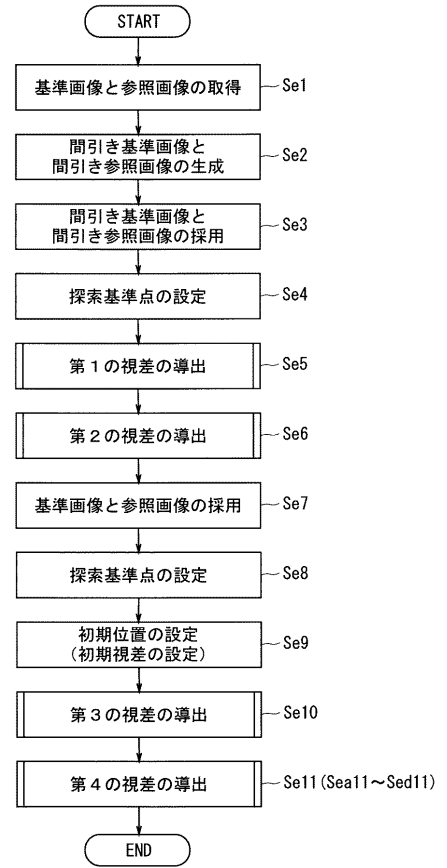 START
基準画像と参照画像の取得
Se1
間引き基準画像と
間引き参照画像の生成
Se2
間引き基準画像と
間引き参照画像の採用
Se3
探索基準点の設定
Se4
第1の視差の導出
Se5
第2の視差の導出
Se6
基準画像と参照画像の採用
Se7
探索基準点の設定
Se8
初期位置の設定
(初期視差の設定)
Se9
第3の視差の導出
Se10
第4の視差の導出
Se11(Sea11～Sed11)
END